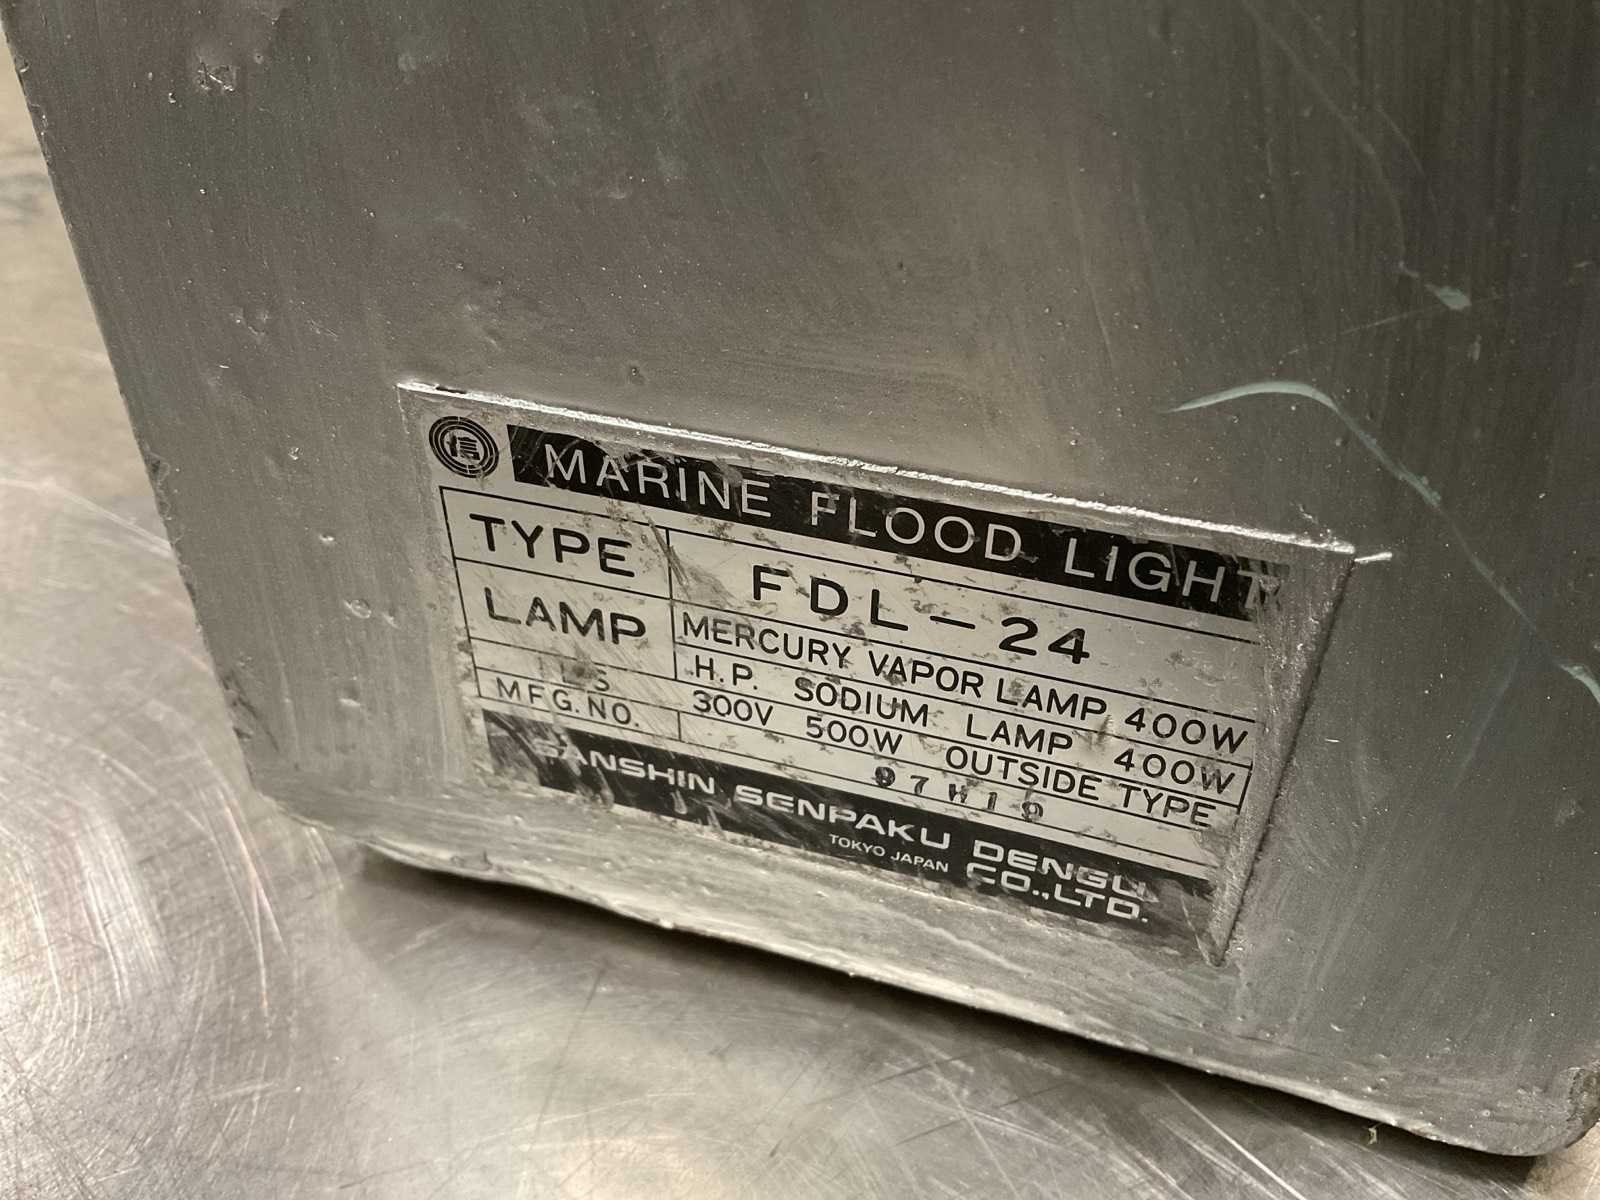 信
MARINE FLOOD LIGHT
TYPE FDL-24
LAMP MERCURY VAPOR LAMP 400W
H.P. SODIUM LAMP 400W
300V 500W OUTSIDE TYPE
MFG.NO.
SANSHIN SENPAKU DENGU
TOKYO JAPAN CO.,LTD.